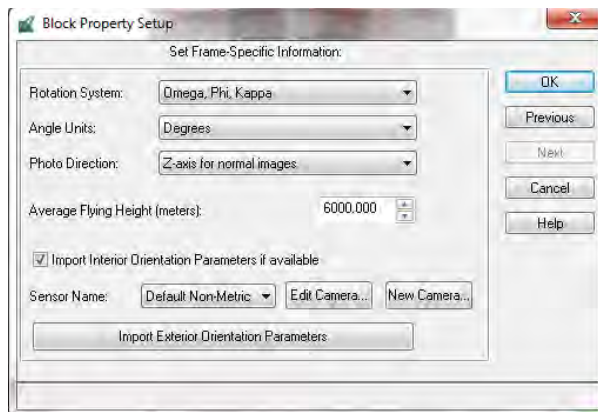 Block Property Setup
Set Frame-Specific Information:
Rotation System: Omega, Phi, Kappa
OK
Angle Units: Degrees
Previous
Photo Direction: Z-axis for normal images
Next
Average Flying Height (meters): 6000,000
Cancel
Help
Import Interior Orientation Parameters if available
Sensor Name: Default Non-Metric Edit Camera... New Camera...
Import Exterior Orientation Parameters